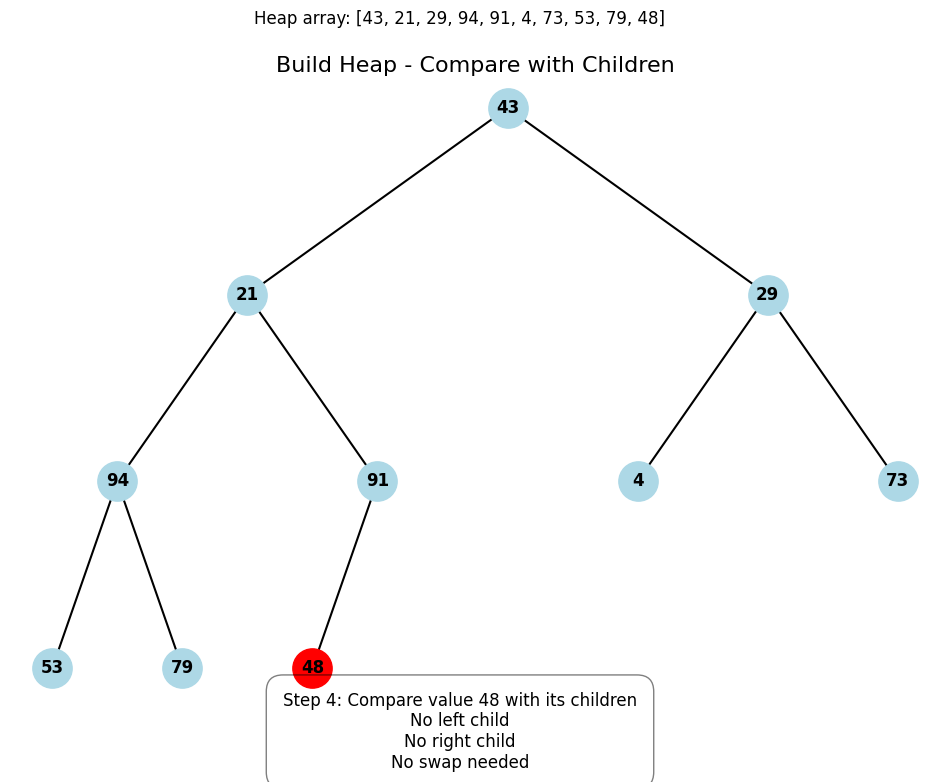 Heap array: [43, 21, 29, 94, 91, 4, 73, 53, 79, 48]
Build Heap - Compare with Children
43
21 29
94 91 4 73
53 79 48
Step 4: Compare value 48 with its children
No left child
No right child
No swap needed